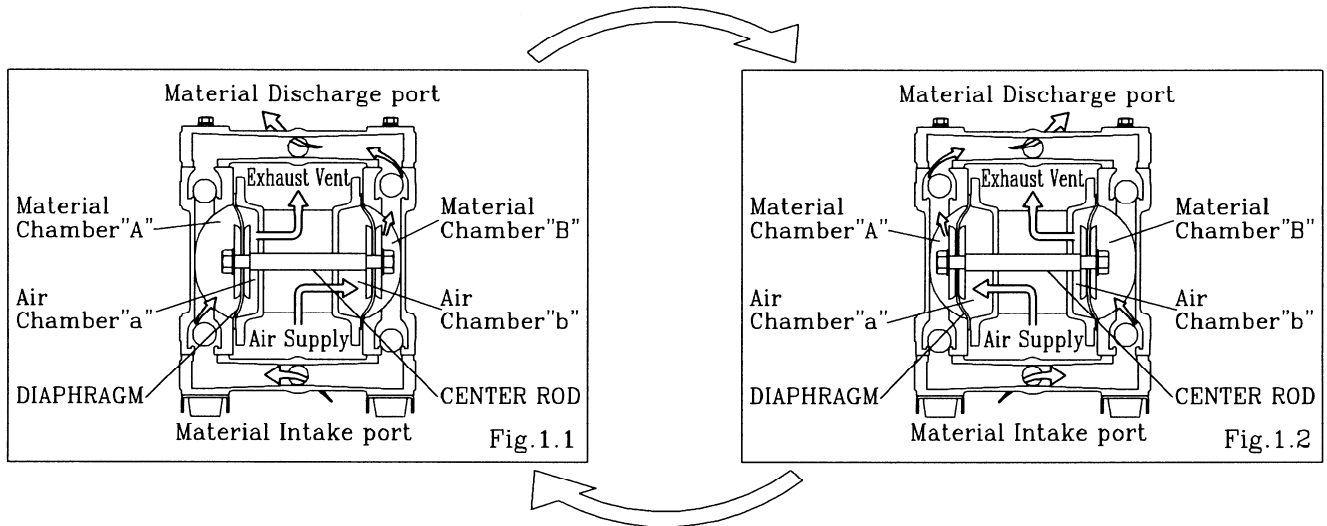 Material Discharge port
Exhaust Vent
Material
Chamber"A"
Material
Chamber"B"
Air
Chamber"a"
Air
Chamber"b"
Air Supply
DIAPHRAGM
CENTER ROD
Material Intake port
Fig.1.1
Material Discharge port
Exhaust Vent
Material
Chamber"A"
Material
Chamber"B"
Air
Chamber"a"
Air
Chamber"b"
Air Supply
DIAPHRAGM
CENTER ROD
Material Intake port
Fig.1.2